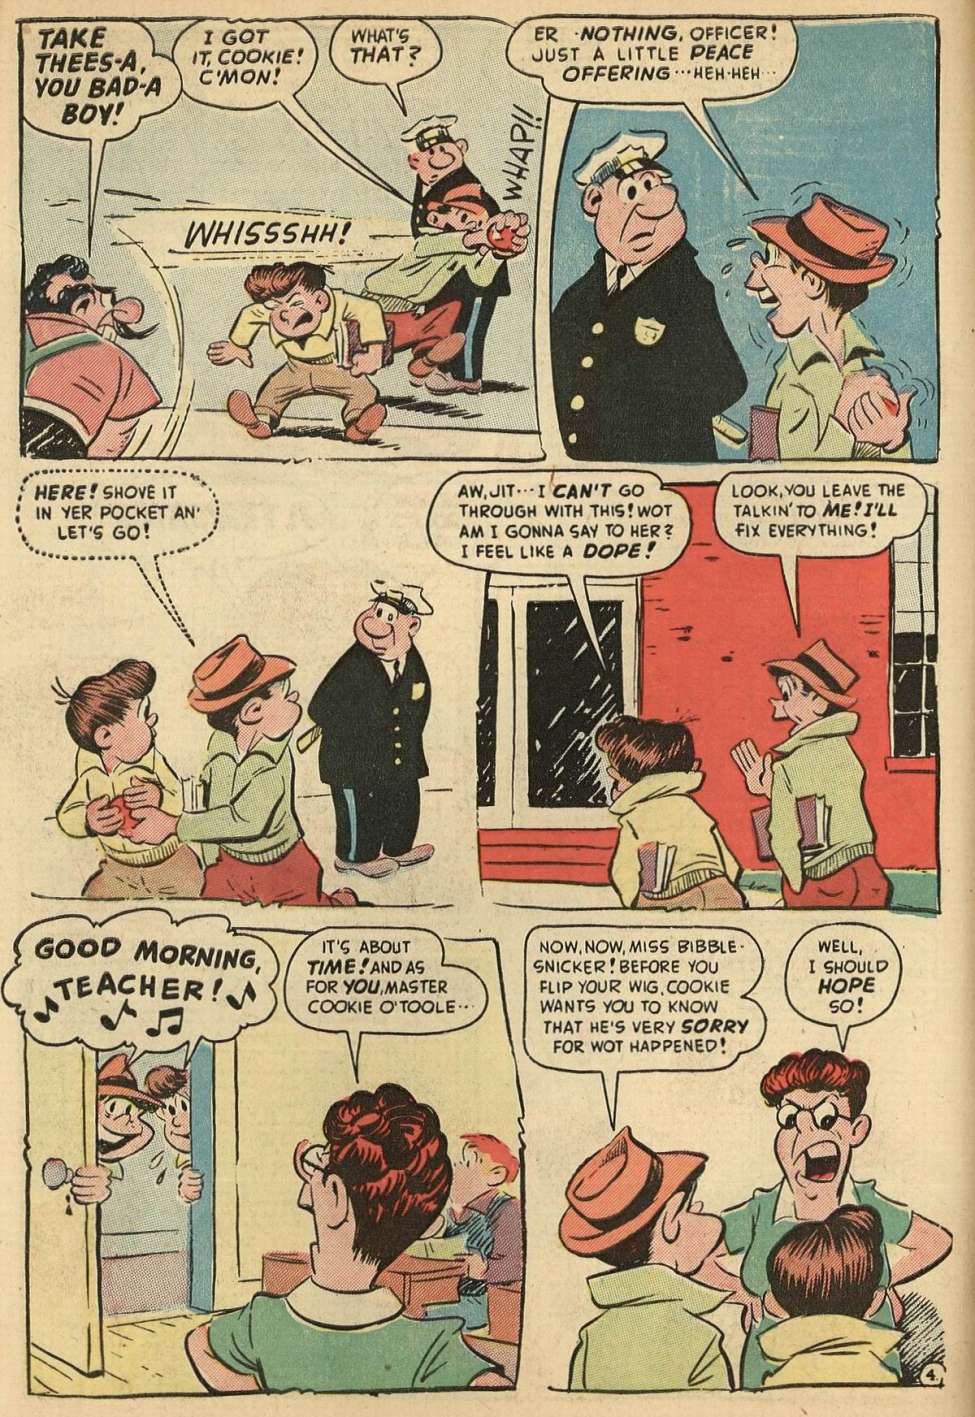 TAKE
THEES-A,
YOU BAD-A
BOY!
I GOT
IT, COOKIE!
C'MON!
WHAT'S
THAT?
WHISSSHH!
WHAP!!
ER -NOTHING, OFFICER!
JUST A LITTLE PEACE
OFFERING...HEH-HEH...
HERE! SHOVE IT
IN YER POCKET AN'
LET'S GO!
AW, JIT...I CAN'T GO
THROUGH WITH THIS! WOT
AM I GONNA SAY TO HER?
I FEEL LIKE A DOPE!
LOOK, YOU LEAVE THE
TALKIN' TO ME! I'LL
FIX EVERYTHING!
GOOD MORNING,
TEACHER!
IT'S ABOUT
TIME! AND AS
FOR YOU, MASTER
COOKIE O'TOOLE...
NOW, NOW, MISS BIBBLE-
SNICKER! BEFORE YOU
FLIP YOUR WIG, COOKIE
WANTS YOU TO KNOW
THAT HE'S VERY SORRY
FOR WOT HAPPENED!
WELL,
I SHOULD
HOPE
SO!
4.